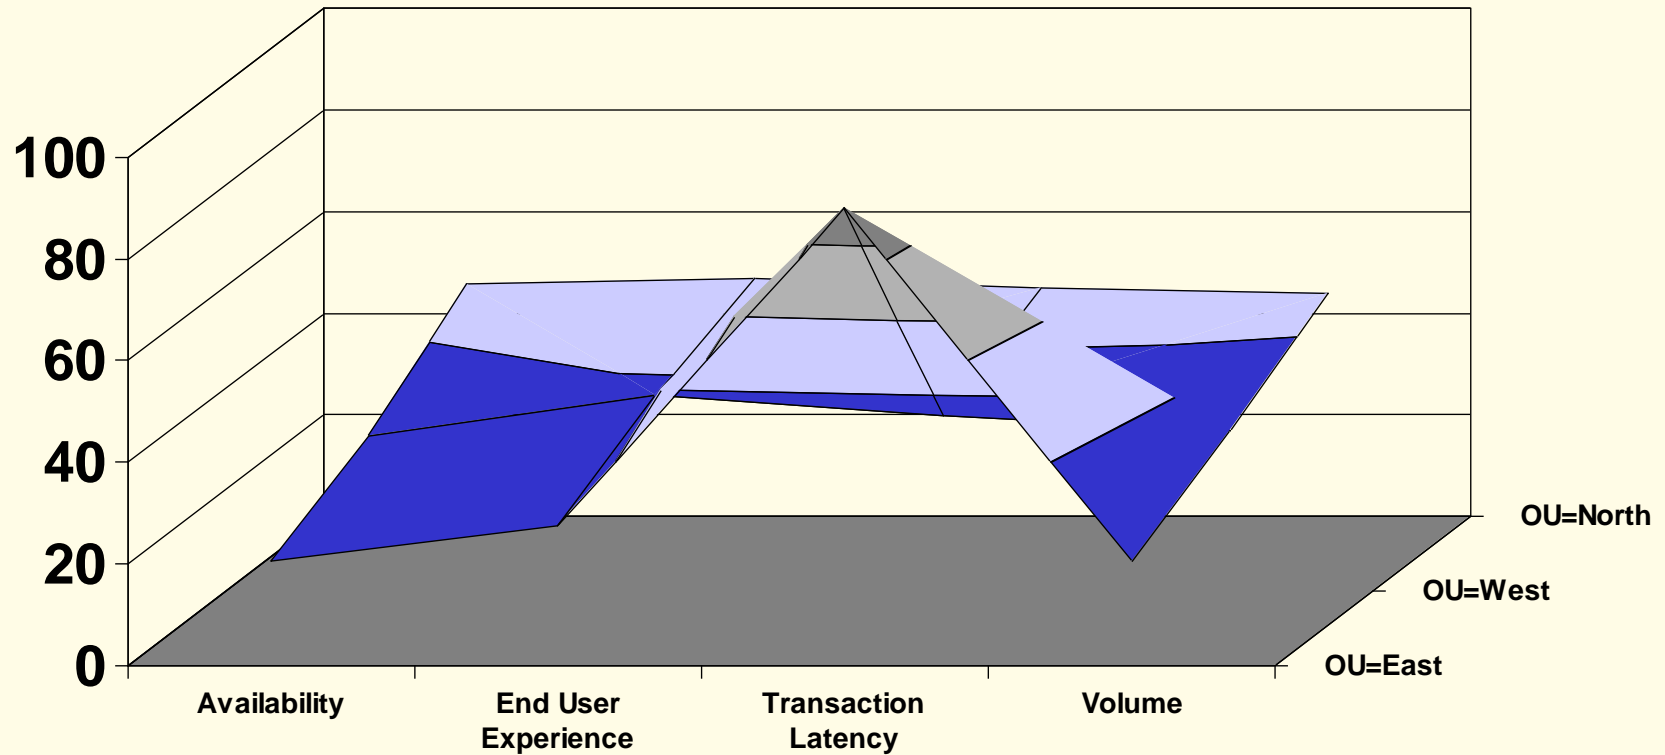 100
80
60
40
20
0
OU=North
OU=West
OU=East
Availability
End User
Experience
Transaction
Latency
Volume